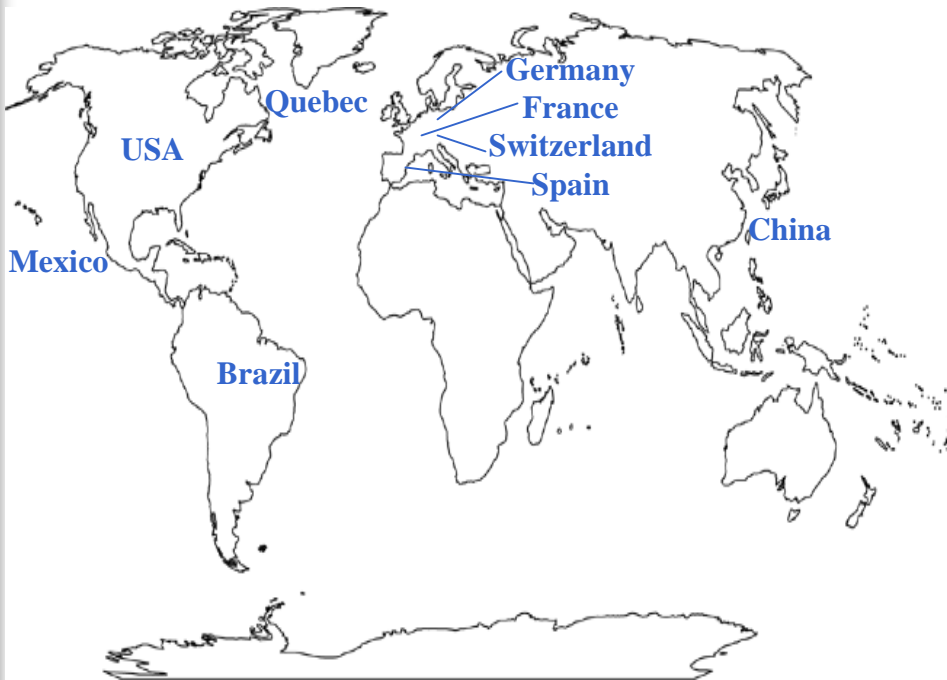 Germany
Quebec
France
USA
Switzerland
Spain
China
Mexico
Brazil